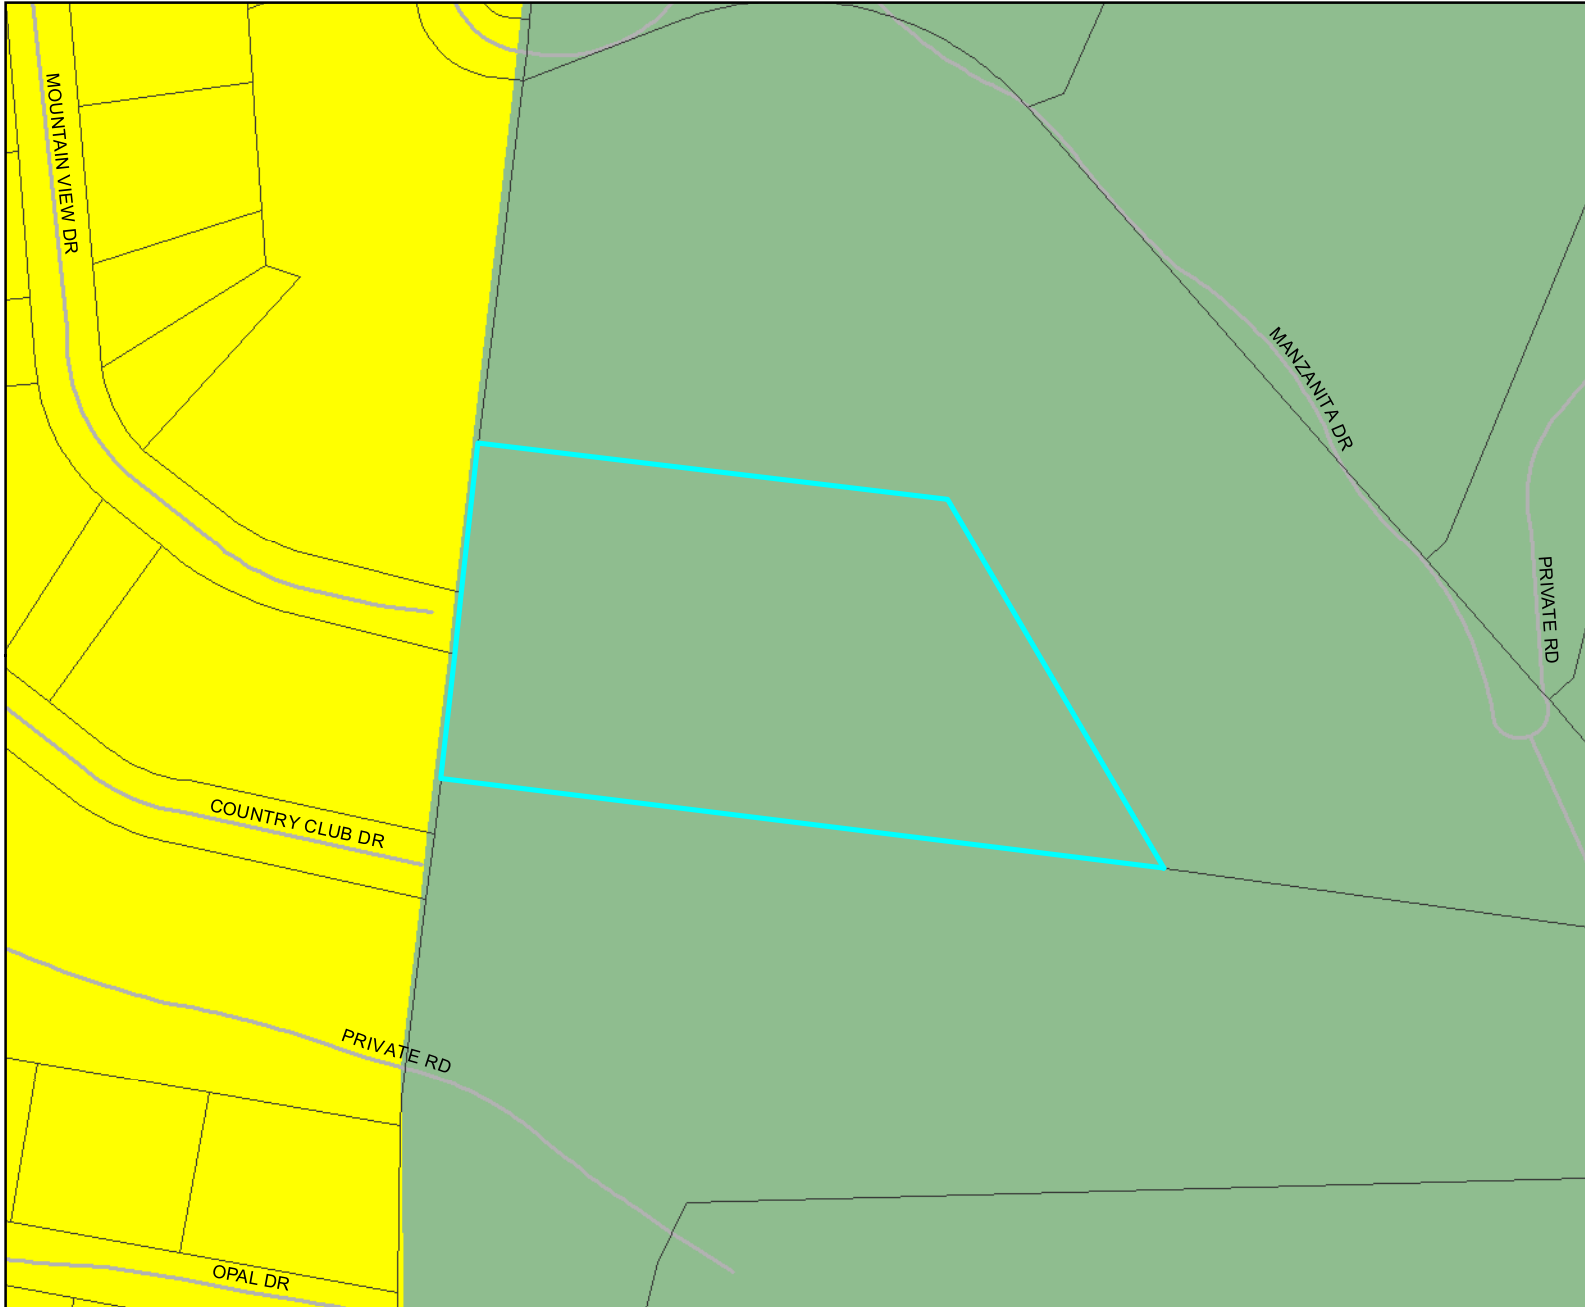 MOUNTAIN VIEW DR
MANZANITA DR
PRIVATE RD
COUNTRY CLUB DR
PRIVATE RD
OPAL DR